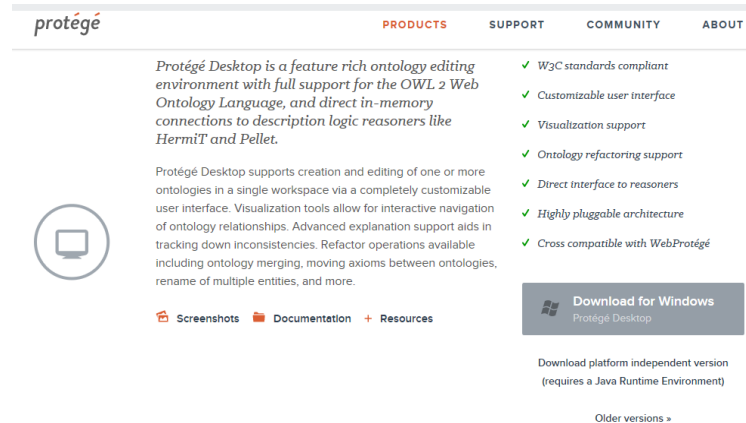 protégé
PRODUCTS
SUPPORT
COMMUNITY
ABOUT
Protégé Desktop is a feature rich ontology editing
environment with full support for the OWL 2 Web
Ontology Language, and direct in-memory
connections to description logic reasoners like
HermiT and Pellet.
Protégé Desktop supports creation and editing of one or more
ontologies in a single workspace via a completely customizable
user interface. Visualization tools allow for interactive navigation
of ontology relationships. Advanced explanation support aids in
tracking down inconsistencies. Refactor operations available
including ontology merging, moving axioms between ontologies,
rename of multiple entities, and more.
Screenshots
Documentation
+ Resources
✓ W3C standards compliant
✓ Customizable user interface
✓ Visualization support
✓ Ontology refactoring support
✓ Direct interface to reasoners
✓ Highly pluggable architecture
✓ Cross compatible with WebProtégé
Download for Windows
Protégé Desktop
Download platform independent version
(requires a Java Runtime Environment)
Older versions »